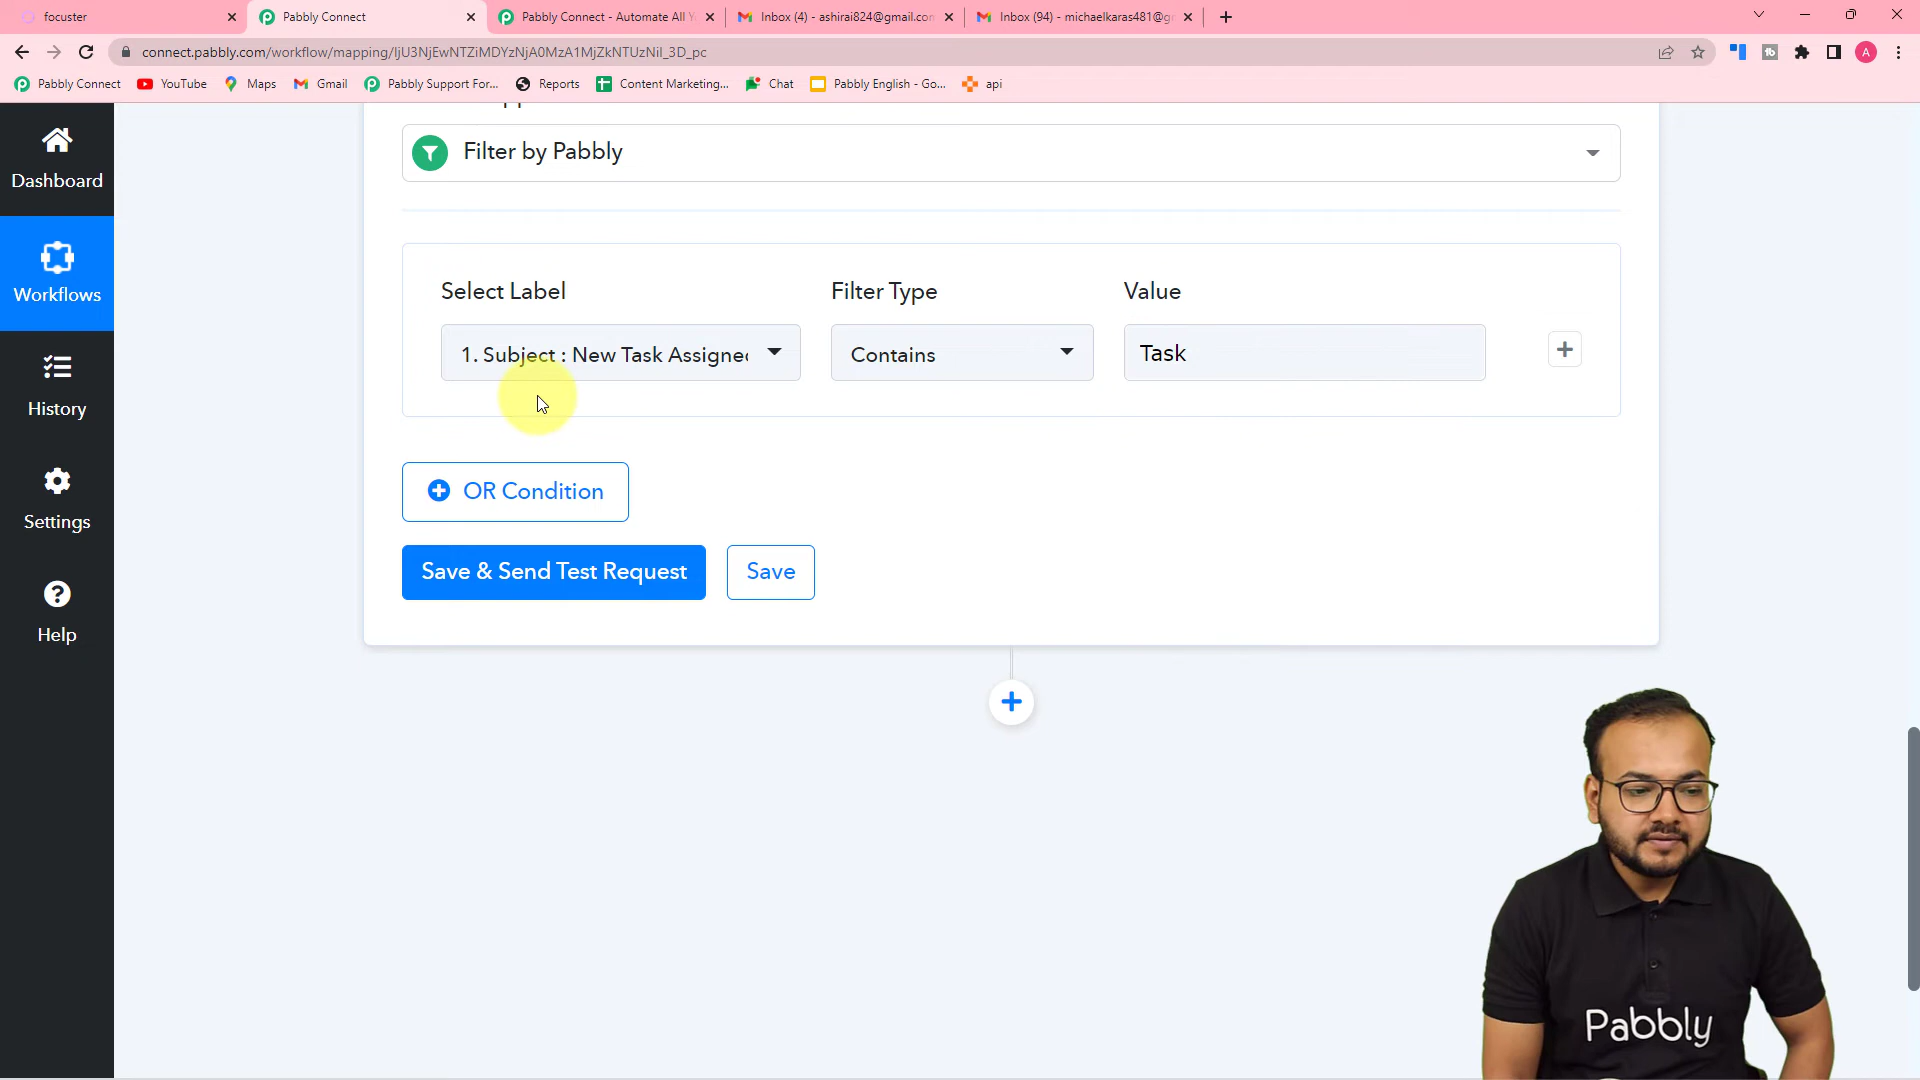 focuster
Pabbly Connect
Pabbly Connect - Automate All Y
Inbox (4) - ashirai824@gmail.con
Inbox (94) - michaelkaras481@g
connect.pabbly.com/workflow/mapping/IjU3NjEwNTZiMDYzNjA0MzA1MjZkNTUzNiI_3D_pc
Pabbly Connect
YouTube
Maps
Gmail
Pabbly Support For...
Reports
Content Marketing...
Chat
Pabbly English - Go...
api
A
Filter by Pabbly
Dashboard
Workflows
History
Settings
Help
Select Label
Filter Type
Value
1. Subject : New Task Assigned
Contains
Task
OR Condition
Save & Send Test Request
Save
Pabbly